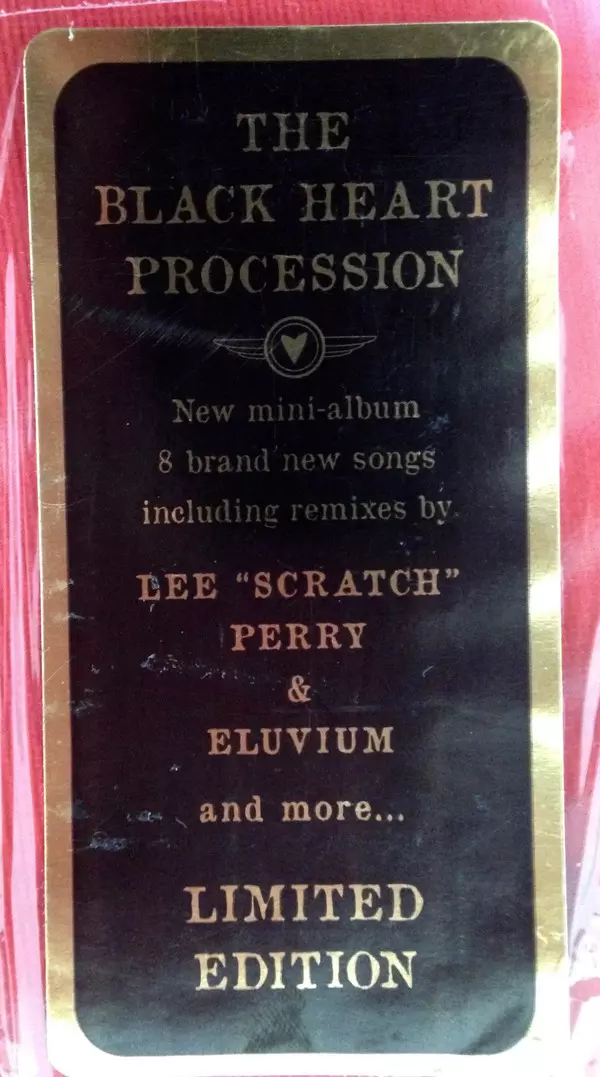 THE
BLACK HEART
PROCESSION
New mini-album
8 brand new songs
including remixes by
LEE “SCRATCH”
PERRY
&
ELUVIUM
and more...
LIMITED
EDITION